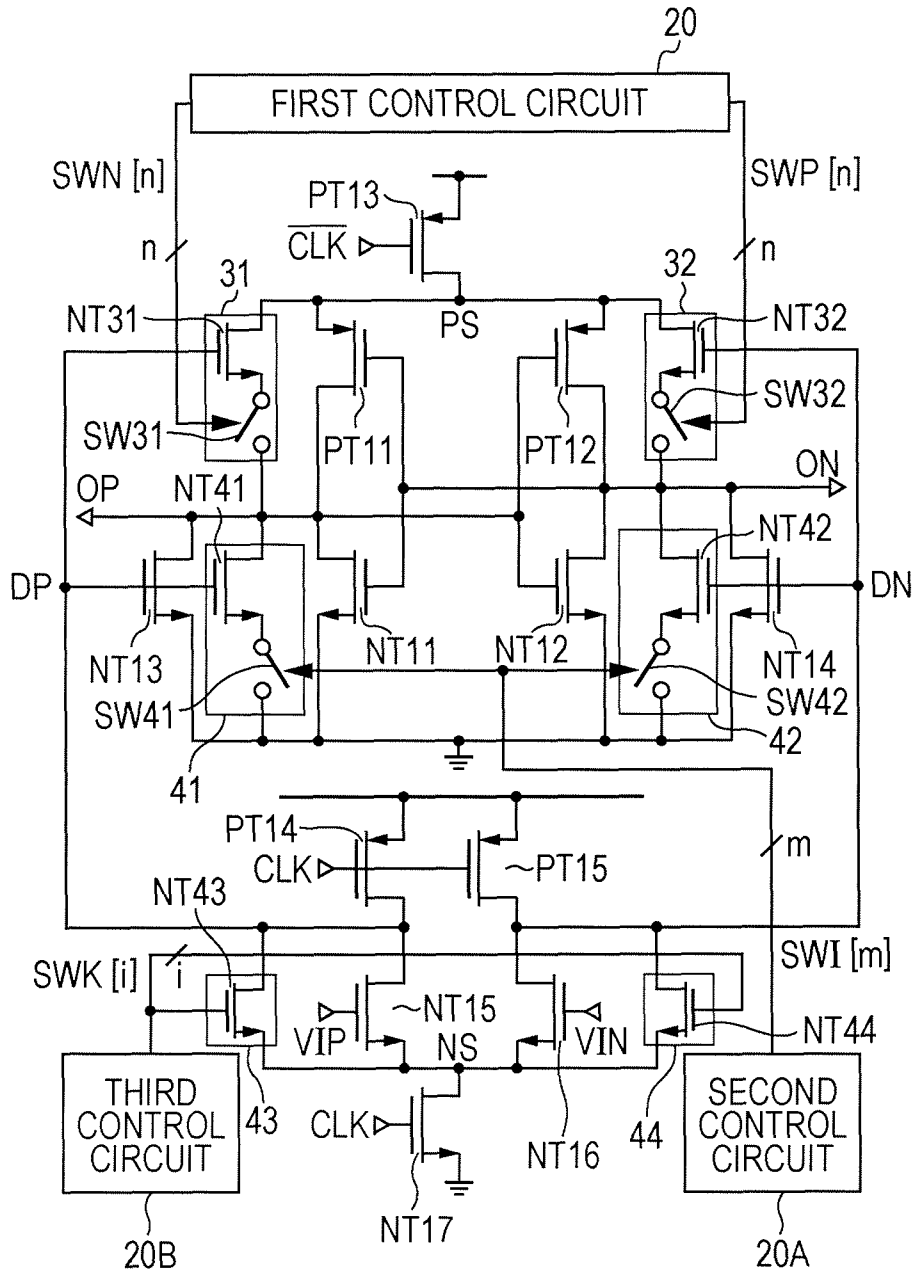 20
FIRST CONTROL CIRCUIT
SWN [n]
SWP [n]
PT13
CLK
n
n
31
32
NT31
PS
NT32
SW31
PT11
PT12
SW32
OP
NT41
ON
NT42
DP
DN
NT13
NT11
NT12
NT14
SW41
SW42
41
42
PT14
CLK
PT15
m
NT43
SWK [i]
i
SWI [m]
VIP
NT15
NS
VIN
NT44
THIRD
CONTROL
CIRCUIT
43
CLK
NT16
44
SECOND
CONTROL
CIRCUIT
NT17
20B
20A